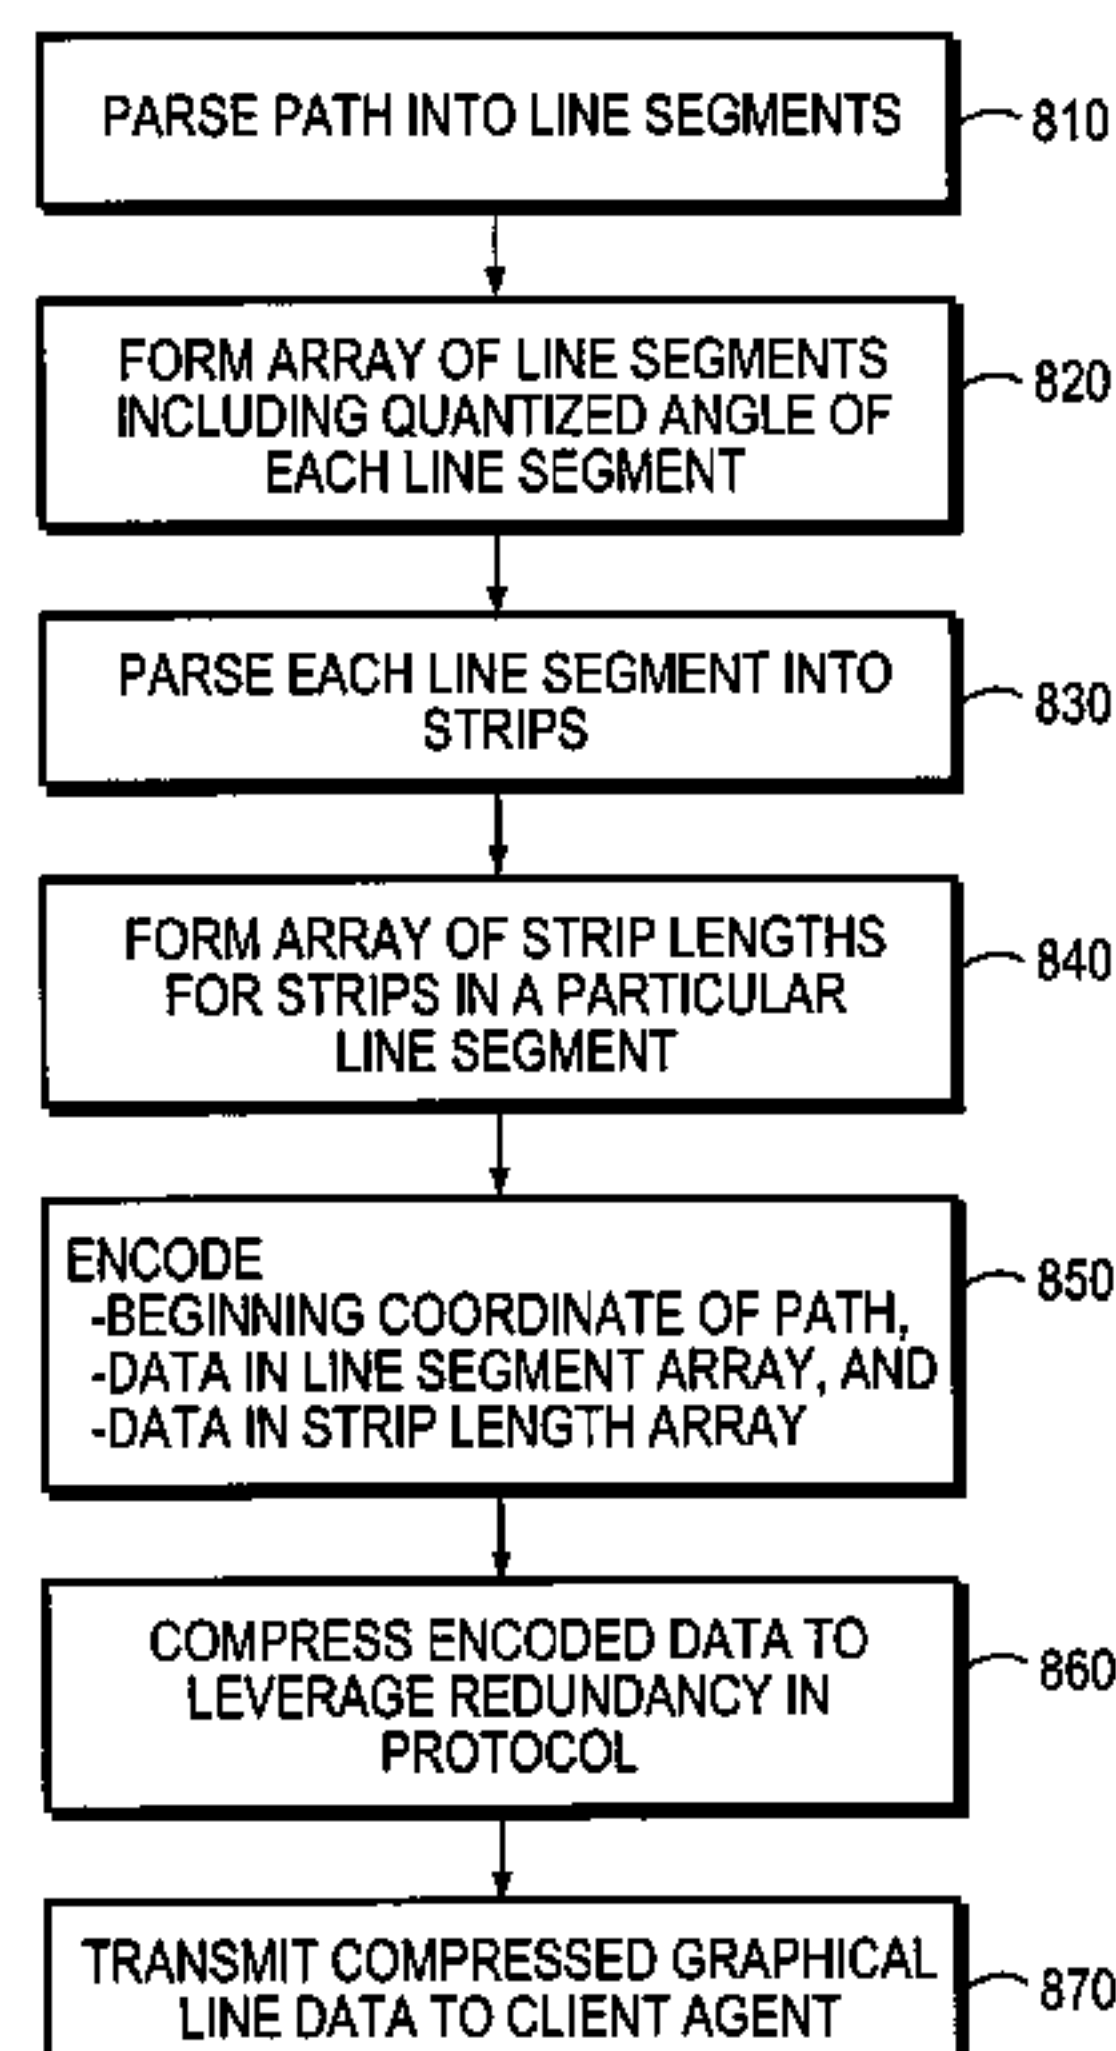 PARSE PATH INTO LINE SEGMENTS
810
FORM ARRAY OF LINE SEGMENTS
INCLUDING QUANTIZED ANGLE OF
EACH LINE SEGMENT
820
PARSE EACH LINE SEGMENT INTO
STRIPS
830
FORM ARRAY OF STRIP LENGTHS
FOR STRIPS IN A PARTICULAR
LINE SEGMENT
840
ENCODE
-BEGINNING COORDINATE OF PATH,
-DATA IN LINE SEGMENT ARRAY, AND
-DATA IN STRIP LENGTH ARRAY
850
COMPRESS ENCODED DATA TO
LEVERAGE REDUNDANCY IN
PROTOCOL
860
TRANSMIT COMPRESSED GRAPHICAL
LINE DATA TO CLIENT AGENT
870